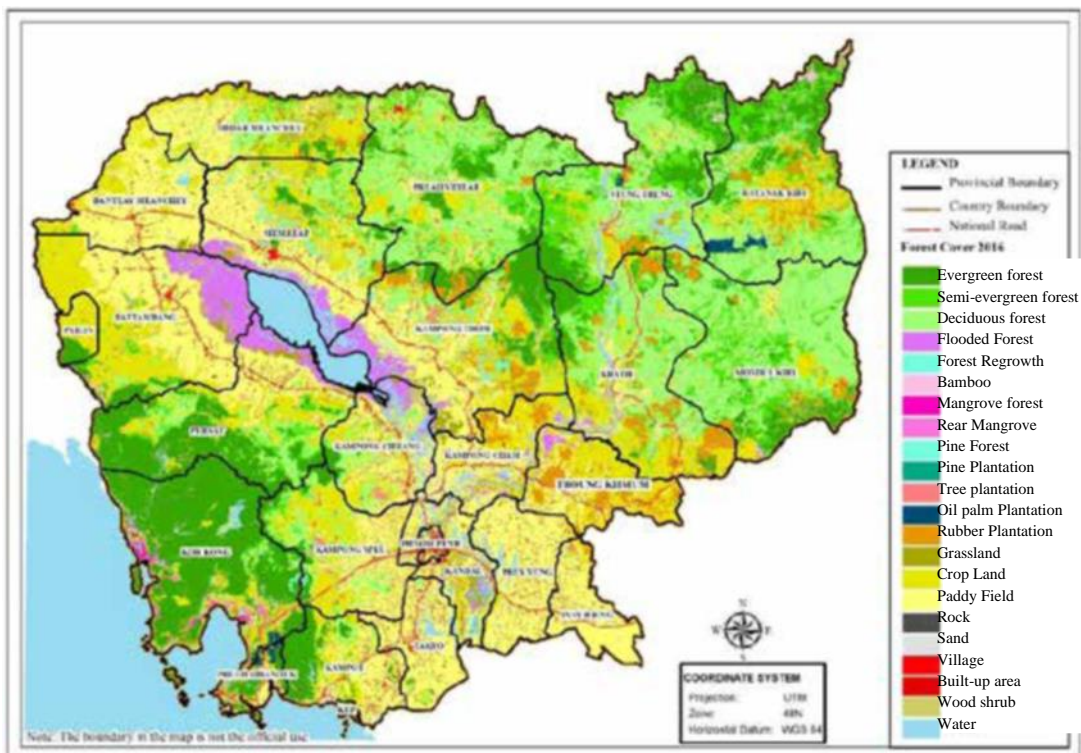 ODDAR MEANCHEY
BANTEAY MEANCHEY
SIEMREAP
PREAH VIHEAR
STUNG TRENG
RATANAK KIRI
PAILIN
BATTAMBANG
KAMPONG THOM
KRATIE
MONDUL KIRI
PURSAT
KAMPONG CHHANG
KAMPONG CHAM
TBOUNG KHMUM
KOH KONG
KAMPONG SPEU
PHNOM PENH
KANDAL
PREY VENG
SVAY RIENG
TAKEO
KAMPOT
KEP
LEGEND
Provincial Boundary
Country Boundary
National Road
Forest Cover 2016
Evergreen forest
Semi-evergreen forest
Deciduous forest
Flooded Forest
Forest Regrowth
Bamboo
Mangrove forest
Rear Mangrove
Pine Forest
Pine Plantation
Tree plantation
Oil palm Plantation
Rubber Plantation
Grassland
Crop Land
Paddy Field
Rock
Sand
Village
Built-up area
Wood shrub
Water
N
W E
S
COORDINATE SYSTEM
Projection: UTM
Zone: 48N
Horizontal Datum: WGS 84
Note: The boundary in the map is not the official use